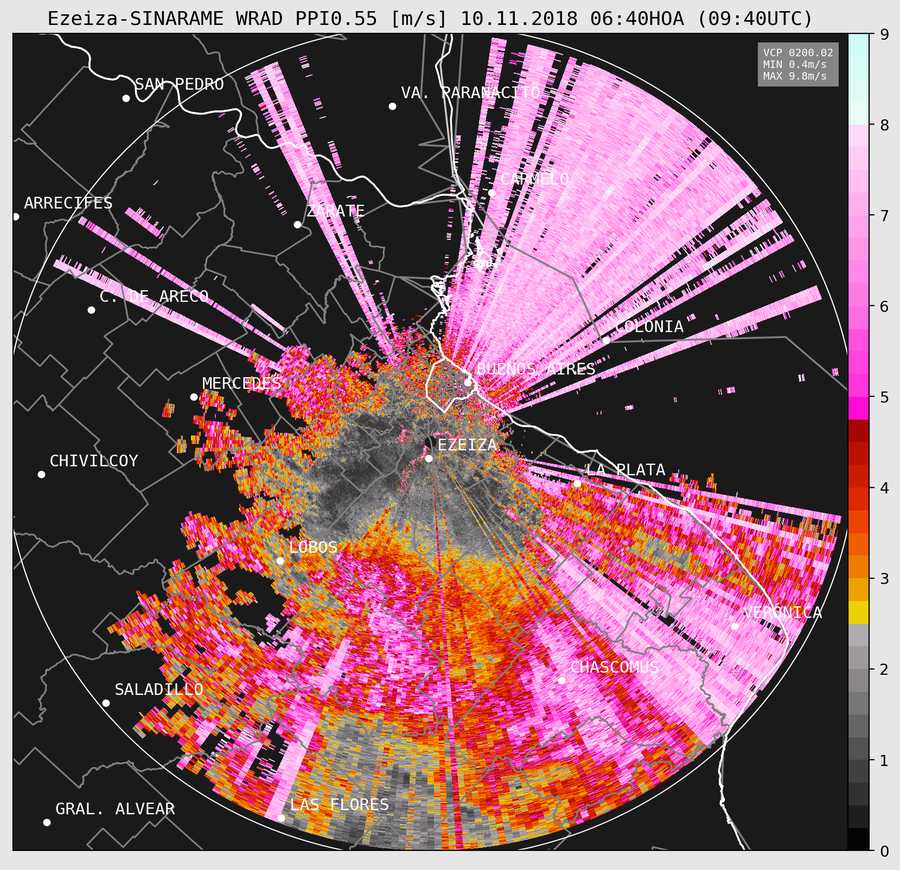 Ezeiza-SINARAME WRAD PPI0.55 [m/s] 10.11.2018 06:40HOA (09:40UTC)
VCP 0200.02
MIN 0.4m/s
MAX 9.8m/s
SAN PEDRO
VA. PARANACITO
CARMELO
ARRECIFES
ZÁRATE
C. DE ARECO
COLONIA
BUENOS AIRES
MERCEDES
EZEIZA
CHIVILCOY
LA PLATA
LOBOS
VERÓNICA
CHASCOMUS
SALADILLO
LAS FLORES
GRAL. ALVEAR
9
8
7
6
5
4
3
2
1
0